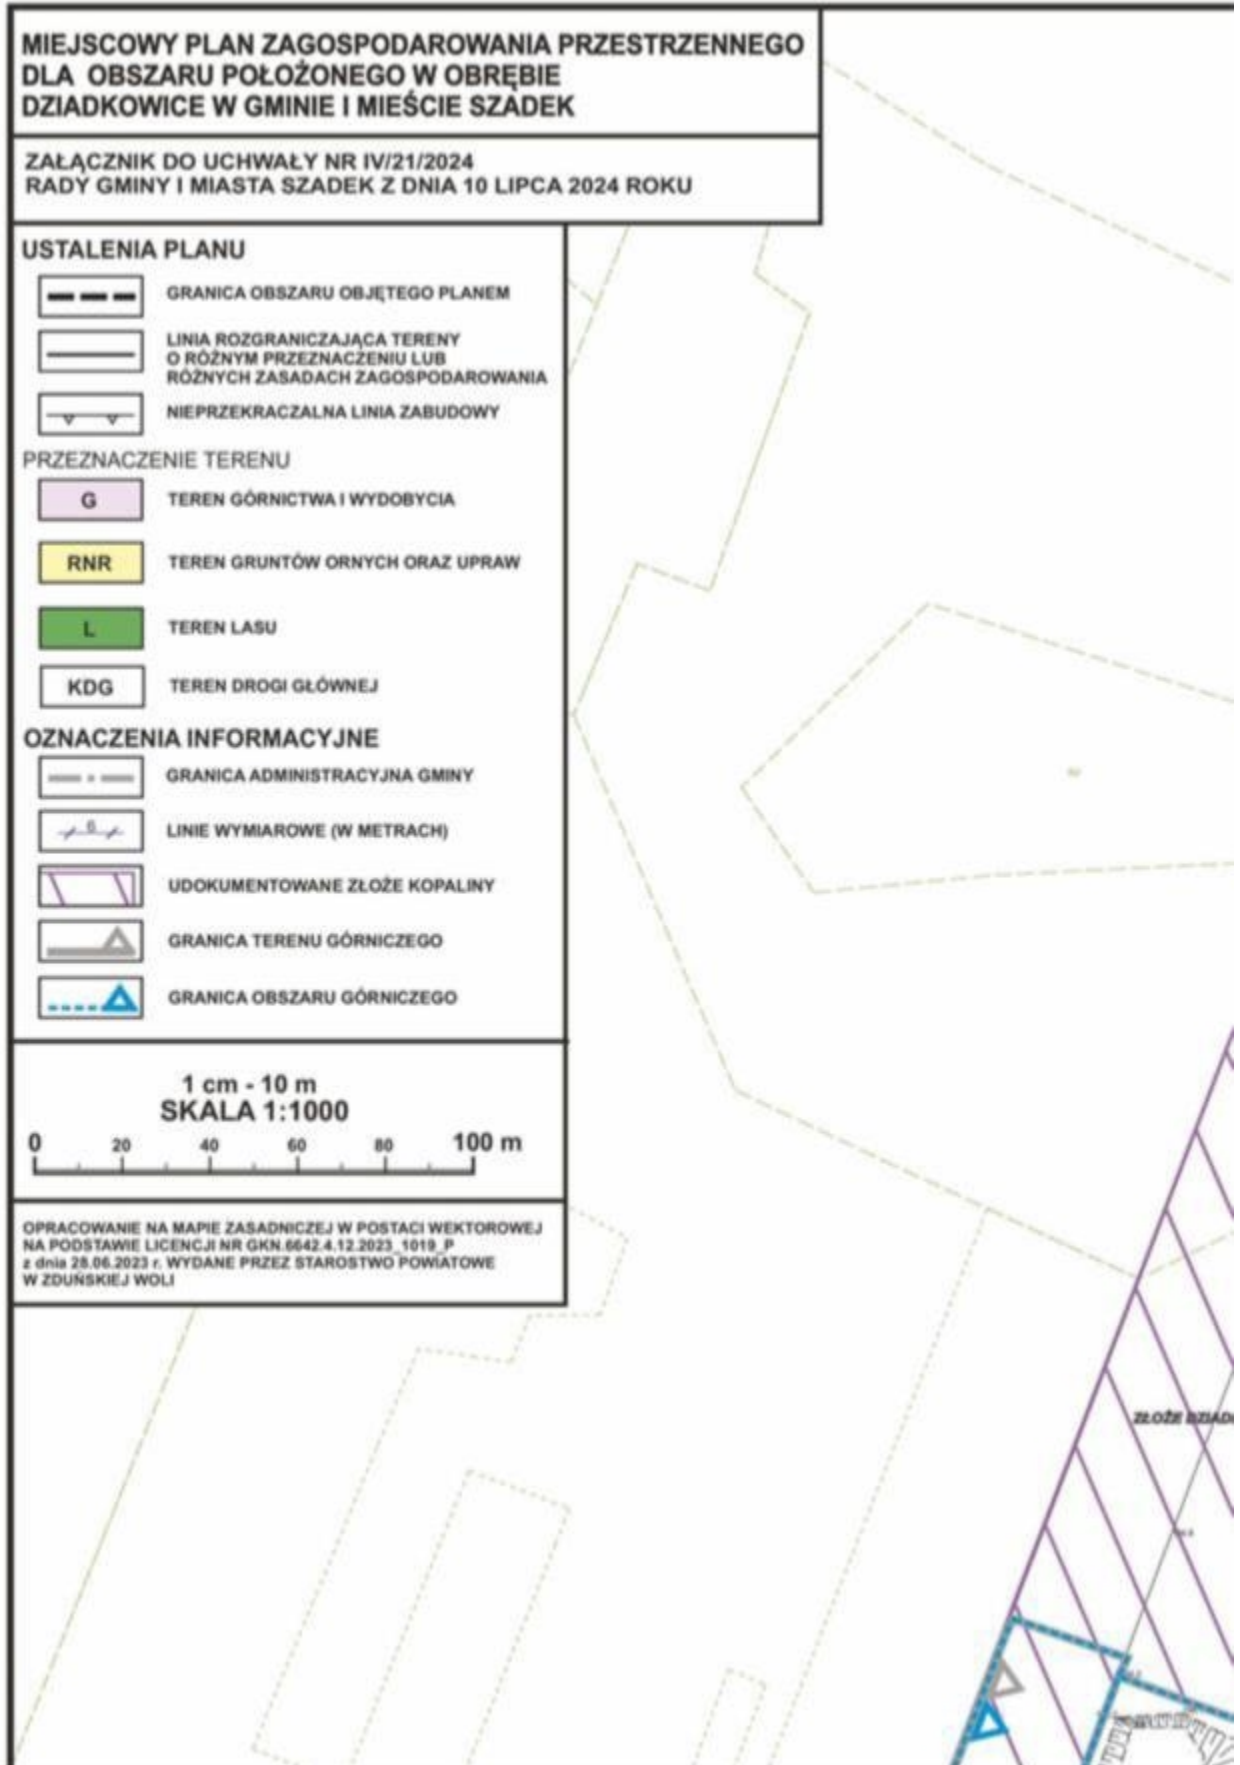 MIEJSCOWY PLAN ZAGOSPODAROWANIA PRZESTRZENNEGO
DLA OBSZARU POŁOŻONEGO W OBRĘBIE
DZIADKOWICE W GMINIE I MIEŚCIE SZADEK
ZAŁĄCZNIK DO UCHWAŁY NR IV/21/2024
RADY GMINY I MIASTA SZADEK Z DNIA 10 LIPCA 2024 ROKU
USTALENIA PLANU
GRANICA OBSZARU OBJĘTEGO PLANEM
LINIA ROZGRANICZAJĄCA TERENY
O RÓŻNYM PRZEZNACZENIU LUB
RÓŻNYCH ZASADACH ZAGOSPODAROWANIA
NIEPRZEKRACZALNA LINIA ZABUDOWY
PRZEZNACZENIE TERENU
G TEREN GÓRNICTWA I WYDOBYCIA
RNR TEREN GRUNTÓW ORNYCH ORAZ UPRAW
L TEREN LASU
KDG TEREN DROGI GŁÓWNEJ
OZNACZENIA INFORMACYJNE
GRANICA ADMINISTRACYJNA GMINY
6 LINIE WYMIAROWE (W METRACH)
UDOKUMENTOWANE ZŁOŻE KOPALINY
GRANICA TERENU GÓRNICZEGO
GRANICA OBSZARU GÓRNICZEGO
1 cm - 10 m
SKALA 1:1000
0 20 40 60 80 100 m
OPRACOWANIE NA MAPIE ZASADNICZEJ W POSTACI WEKTOROWEJ
NA PODSTAWIE LICENCJI NR GKN.6642.4.12.2023_1019_P
z dnia 28.06.2023 r. WYDANE PRZEZ STAROSTWO POWIATOWE
W ZDUŃSKIEJ WOLI
ZŁOŻE DZIAD